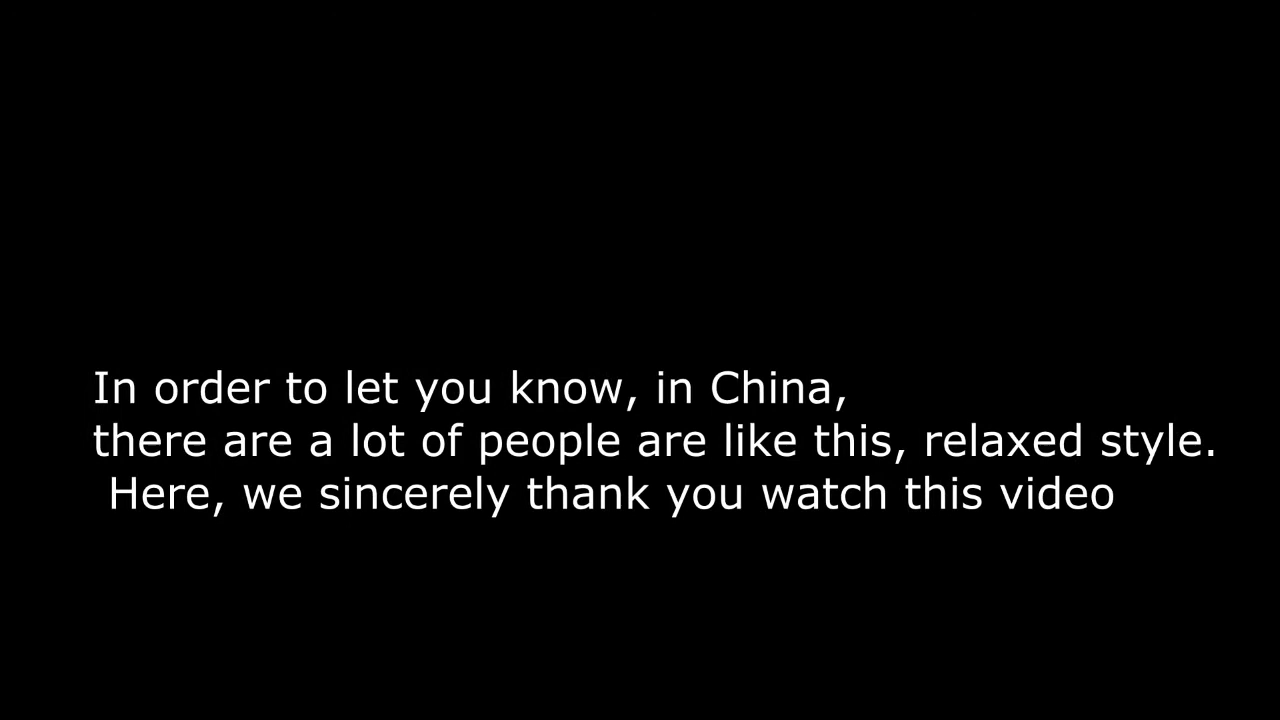 In order to let you know, in China,
there are a lot of people are like this, relaxed style.
Here, we sincerely thank you watch this video